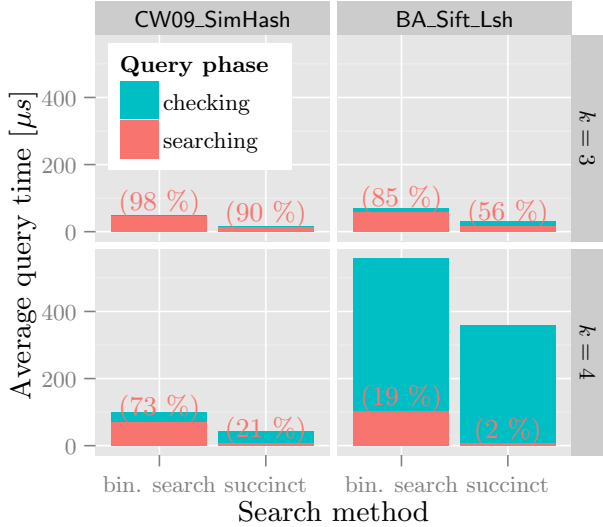 CW09_SimHash BA_Sift_Lsh
Query phase
checking
searching
Average query time [μs]
400
200
0
(98 %) (90 %) (85 %) (56 %)
k = 3
400
200
0
(73 %) (21 %) (19 %) (2 %)
k = 4
bin. search succinct bin. search succinct
Search method